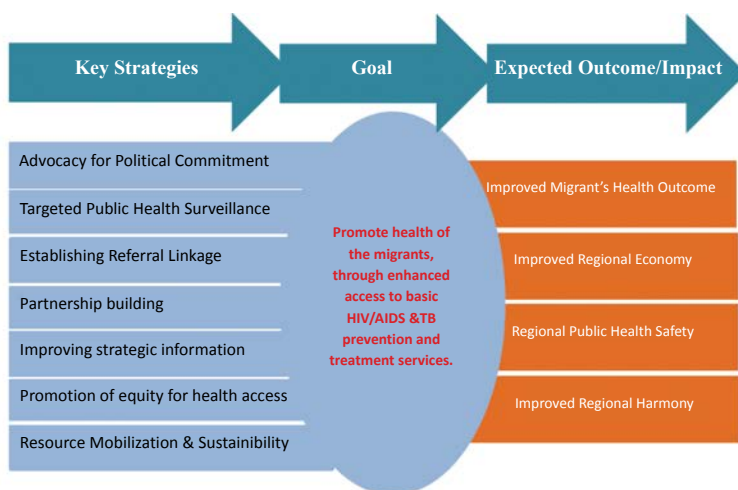 Key Strategies
Goal
Expected Outcome/Impact
Advocacy for Political Commitment
Targeted Public Health Surveillance
Establishing Referral Linkage
Partnership building
Improving strategic information
Promotion of equity for health access
Resource Mobilization & Sustainibility
Promote health of
the migrants,
through enhanced
access to basic
HIV/AIDS &TB
prevention and
treatment services.
Improved Migrant's Health Outcome
Improved Regional Economy
Regional Public Health Safety
Improved Regional Harmony